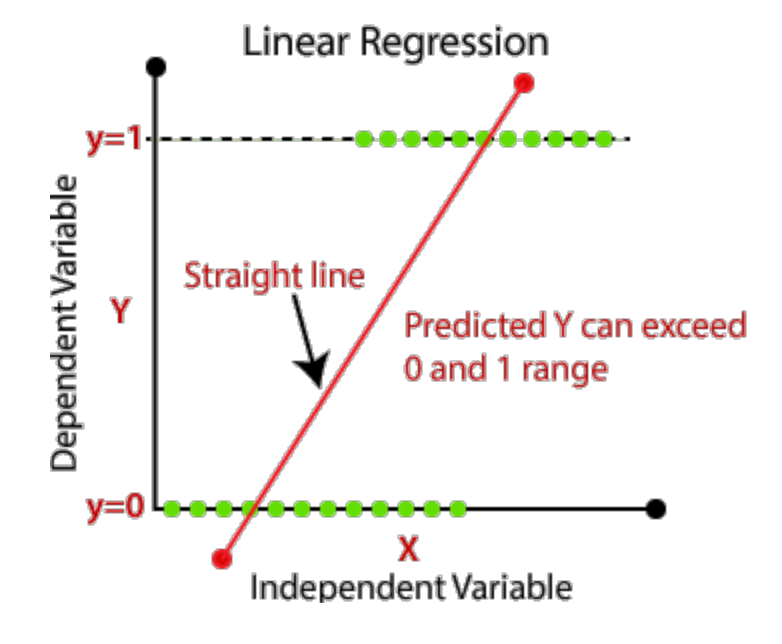 Linear Regression
y=1
Dependent Variable
Y
Straight line
Predicted Y can exceed
0 and 1 range
y=0
X
Independent Variable